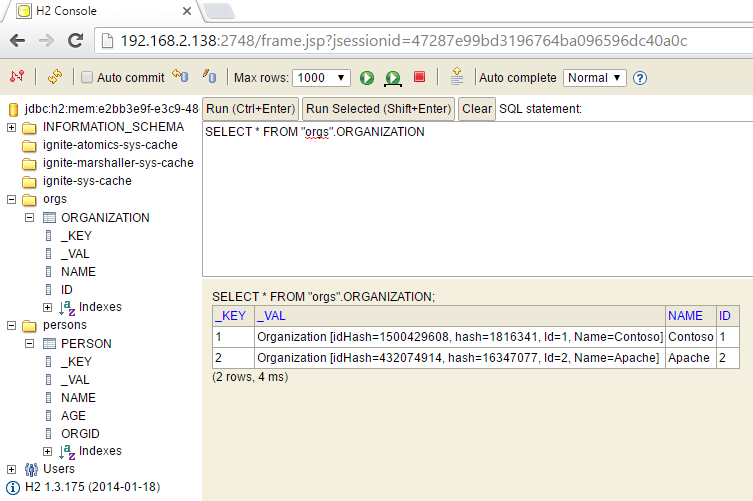 H2 Console
192.168.2.138:2748/frame.jsp?jsessionid=47287e99bd3196764ba096596dc40a0c
Auto commit Max rows: 1000 Auto complete Normal
jdbc:h2:mem:e2bb3e9f-e3c9-48
INFORMATION_SCHEMA
ignite-atomics-sys-cache
ignite-marshaller-sys-cache
ignite-sys-cache
orgs
ORGANIZATION
_KEY
_VAL
NAME
ID
Indexes
persons
PERSON
_KEY
_VAL
NAME
AGE
ORGID
Indexes
Users
H2 1.3.175 (2014-01-18)
Run (Ctrl+Enter) Run Selected (Shift+Enter) Clear SQL statement:
SELECT * FROM "orgs".ORGANIZATION
SELECT * FROM "orgs".ORGANIZATION;
_KEY _VAL NAME ID
1 Organization [idHash=1500429608, hash=1816341, Id=1, Name=Contoso] Contoso 1
2 Organization [idHash=432074914, hash=16347077, Id=2, Name=Apache] Apache 2
(2 rows, 4 ms)